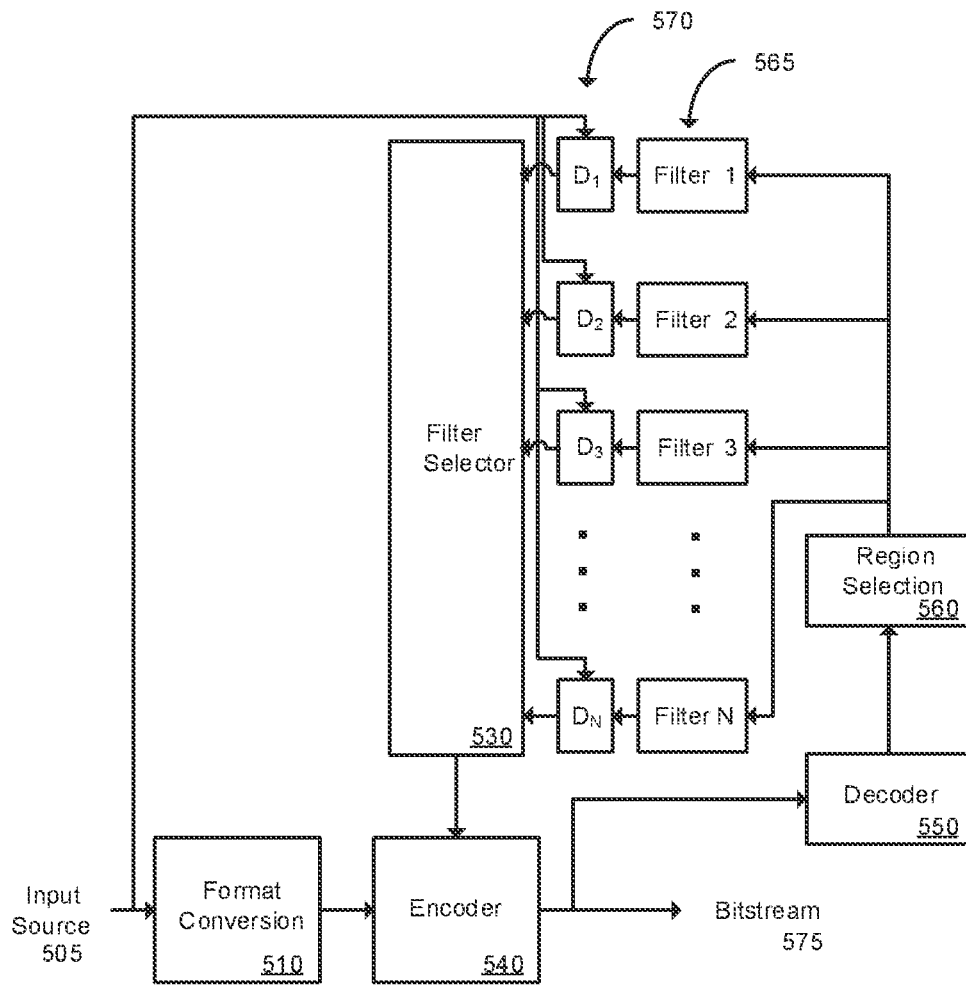 570
565
D1
Filter 1
D2
Filter 2
Filter
Selector
530
D3
Filter 3
Region
Selection
560
DN
Filter N
Decoder
550
Input
Source
505
Format
Conversion
510
Encoder
540
Bitstream
575